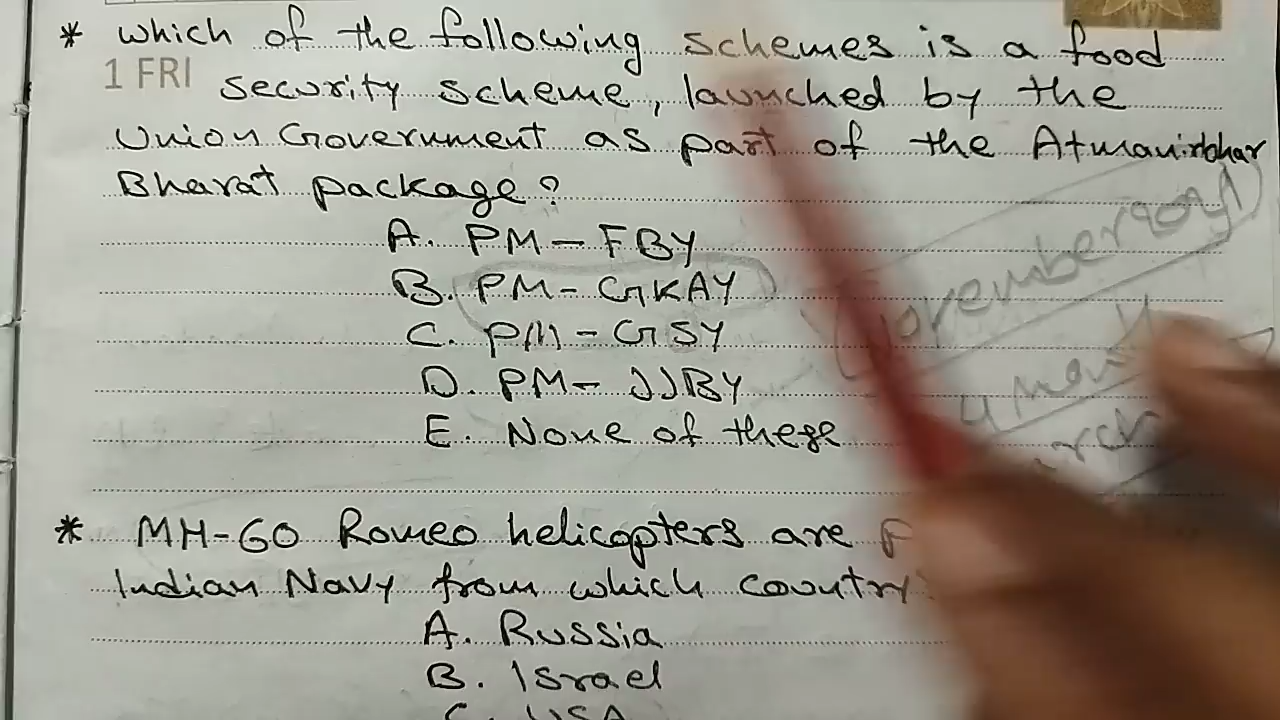 * Which of the following schemes is a food
1 FRI
security scheme, launched by the
Union Government as part of the Atmanirbhar
Bharat package?
A. PM-FBY
B. PM-GKAY
C. PM-GSY
D. PM-JJBY
E. None of these
* MH-60 Romeo helicopters are
Indian Navy from which country
A. Russia
B. Israel
C. USA